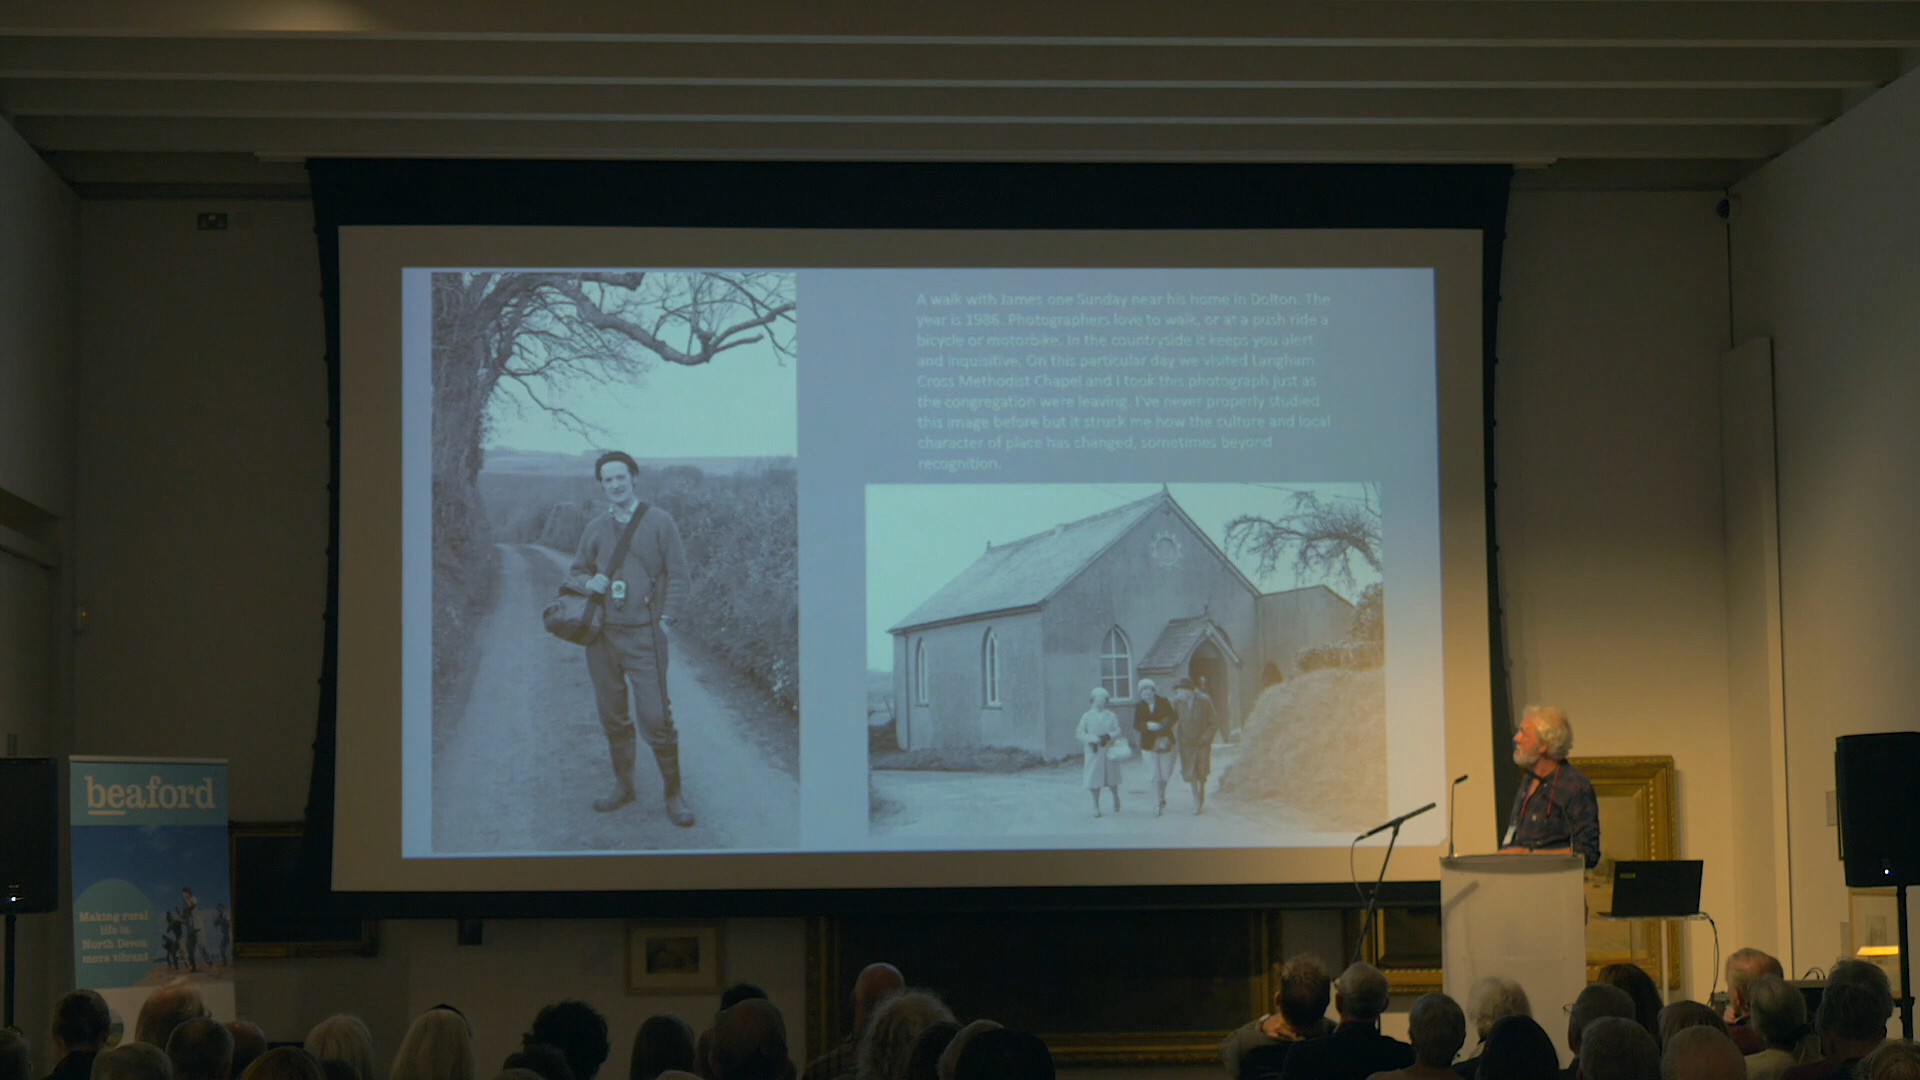 A walk with James one Sunday near his home in Dolton. The
year is 1986. Photographers love to walk, or at a push ride a
bicycle or motorbike. In the countryside it keeps you alert
and inquisitive. On this particular day we visited Langham
Cross Methodist Chapel and I took this photograph just as
the congregation were leaving. I've never properly studied
this image before but it struck me how the culture and local
character of place has changed, sometimes beyond
recognition.
beaford
Making rural
life in
North Devon
more vibrant